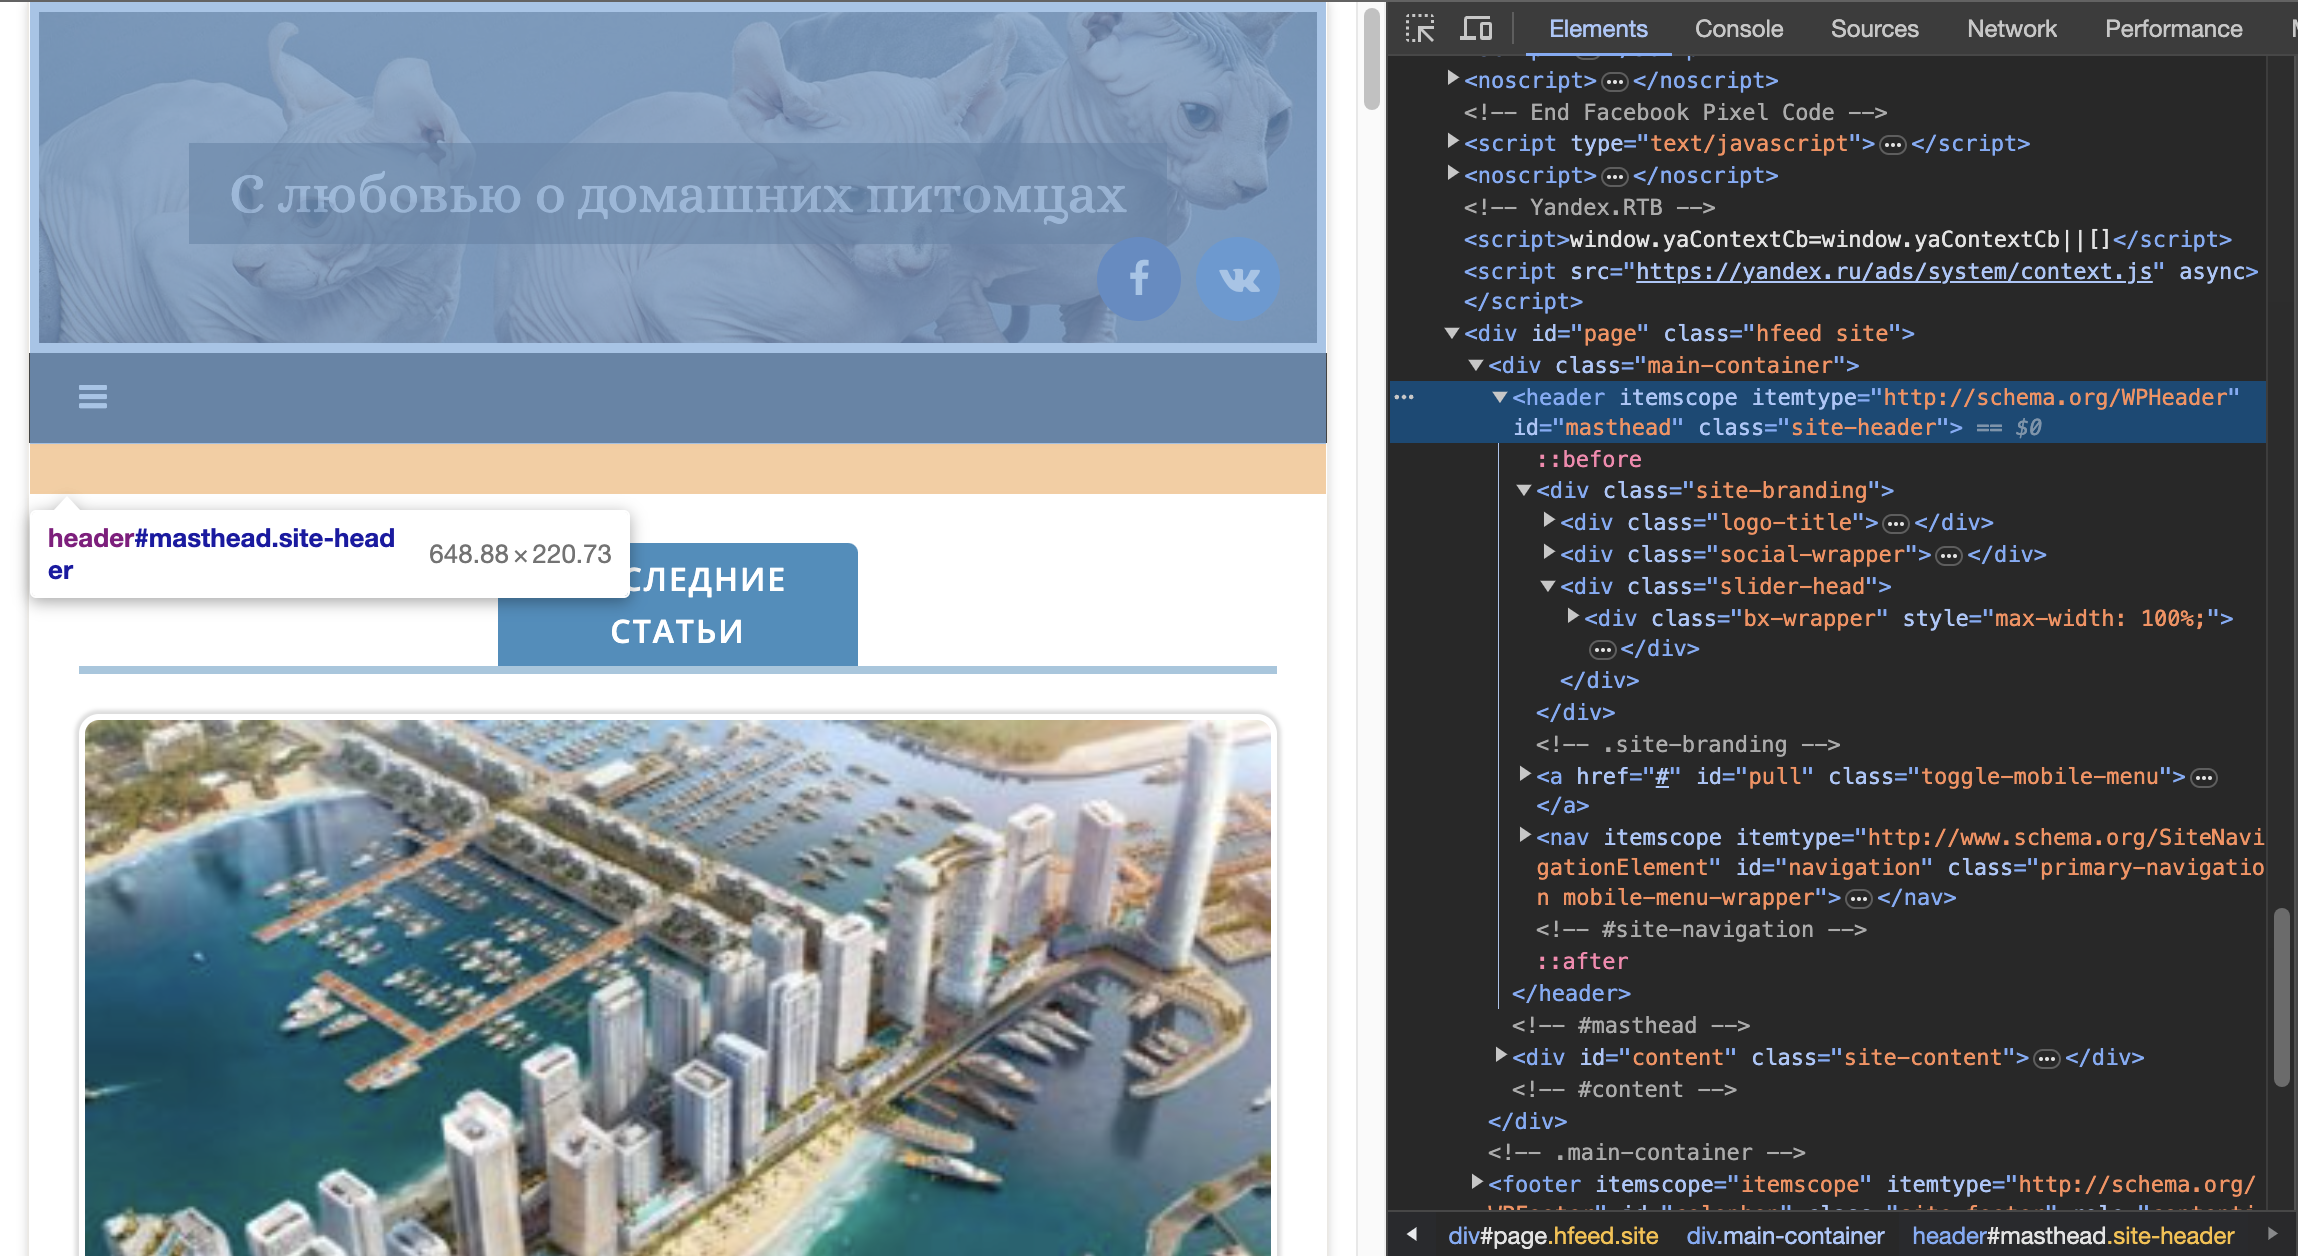 С любовью о домашних питомцах
header#masthead.site-head
er
648.88 × 220.73
СЛЕДНИЕ
СТАТЬИ
Elements Console Sources Network Performance
<noscript>…</noscript>
<!-- End Facebook Pixel Code -->
<script type="text/javascript">…</script>
<noscript>…</noscript>
<!-- Yandex.RTB -->
<script>window.yaContextCb=window.yaContextCb||[]</script>
<script src="https://yandex.ru/ads/system/context.js" async>
</script>
<div id="page" class="hfeed site">
<div class="main-container">
<header itemscope itemtype="http://schema.org/WPHeader"
id="masthead" class="site-header"> == $0
::before
<div class="site-branding">
<div class="logo-title">…</div>
<div class="social-wrapper">…</div>
<div class="slider-head">
<div class="bx-wrapper" style="max-width: 100%;">
…</div>
</div>
</div>
<!-- .site-branding -->
<a href="#" id="pull" class="toggle-mobile-menu">…
</a>
<nav itemscope itemtype="http://www.schema.org/SiteNavi
gationElement" id="navigation" class="primary-navigatio
n mobile-menu-wrapper">…</nav>
<!-- #site-navigation -->
::after
</header>
<!-- #masthead -->
<div id="content" class="site-content">…</div>
<!-- #content -->
</div>
<!-- .main-container -->
<footer itemscope="itemscope" itemtype="http://schema.org/
div#page.hfeed.site div.main-container header#masthead.site-header